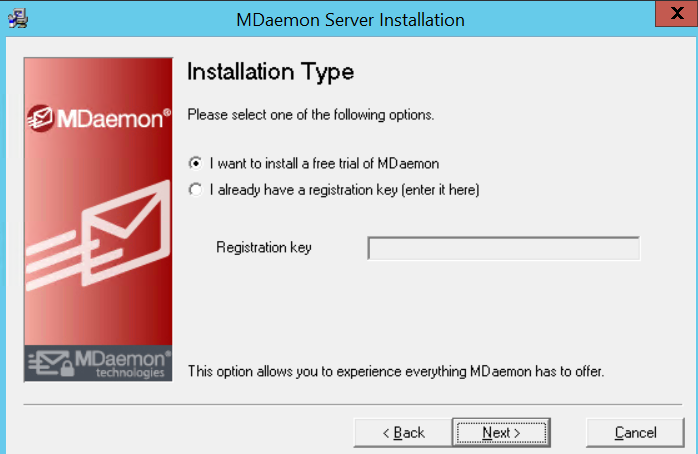 MDaemon Server Installation
X
Installation Type
MDaemon®
Please select one of the following options.
I want to install a free trial of MDaemon
I already have a registration key (enter it here)
Registration key
MDaemon®
technologies
This option allows you to experience everything MDaemon has to offer.
< Back
Next >
Cancel